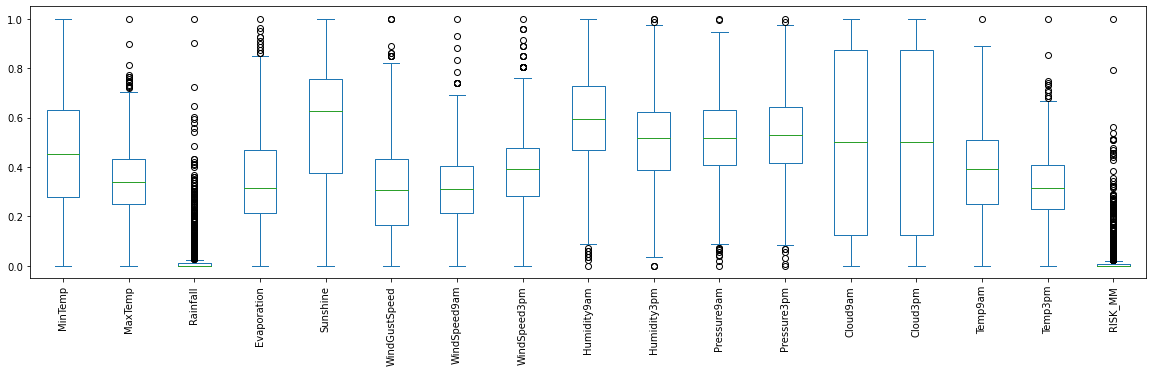 1.0
0.8
0.6
0.4
0.2
0.0
MinTemp
MaxTemp
Rainfall
Evaporation
Sunshine
WindGustSpeed
WindSpeed9am
WindSpeed3pm
Humidity9am
Humidity3pm
Pressure9am
Pressure3pm
Cloud9am
Cloud3pm
Temp9am
Temp3pm
RISK_MM